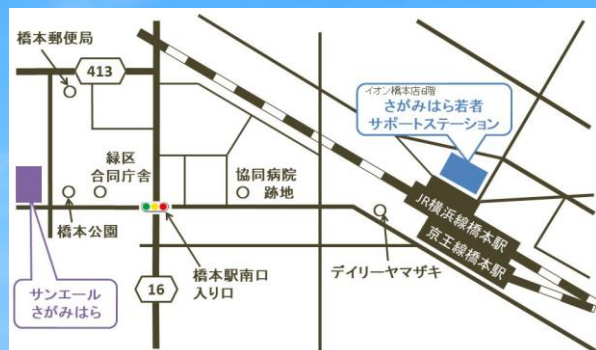 橋本郵便局
413
イオン橋本店6階
さがみはら若者
サポートステーション
緑区
合同庁舎
協同病院
跡地
橋本公園
JR横浜線橋本駅
京王線橋本駅
デイリーヤマザキ
橋本駅南口
入り口
16
サンエール
さがみはら